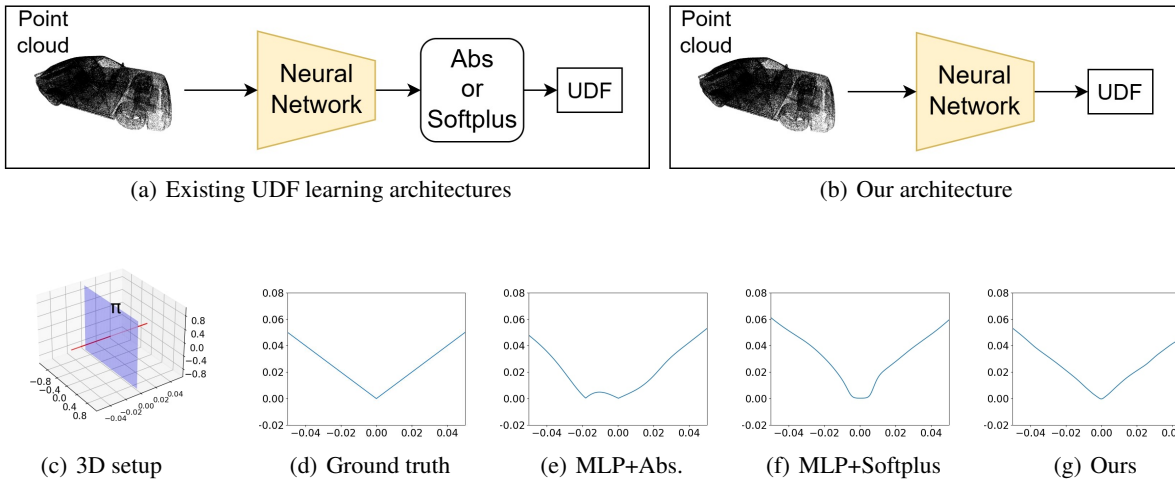 Point
cloud
Neural
Network
Abs
or
Softplus
UDF
(a) Existing UDF learning architectures
Point
cloud
Neural
Network
UDF
(b) Our architecture
π
0.8
0.4
0.0
−0.4
−0.8
−0.8
−0.4
0.0
0.4
0.8
−0.04
−0.02
0.00
0.02
0.04
(c) 3D setup
0.08
0.06
0.04
0.02
0.00
-0.02
−0.04 −0.02 0.00 0.02 0.04
(d) Ground truth
0.08
0.06
0.04
0.02
0.00
-0.02
−0.04 −0.02 0.00 0.02 0.04
(e) MLP+Abs.
0.08
0.06
0.04
0.02
0.00
-0.02
−0.04 −0.02 0.00 0.02 0.04
(f) MLP+Softplus
0.08
0.06
0.04
0.02
0.00
-0.02
−0.04 −0.02 0.00 0.02 0.04
(g) Ours